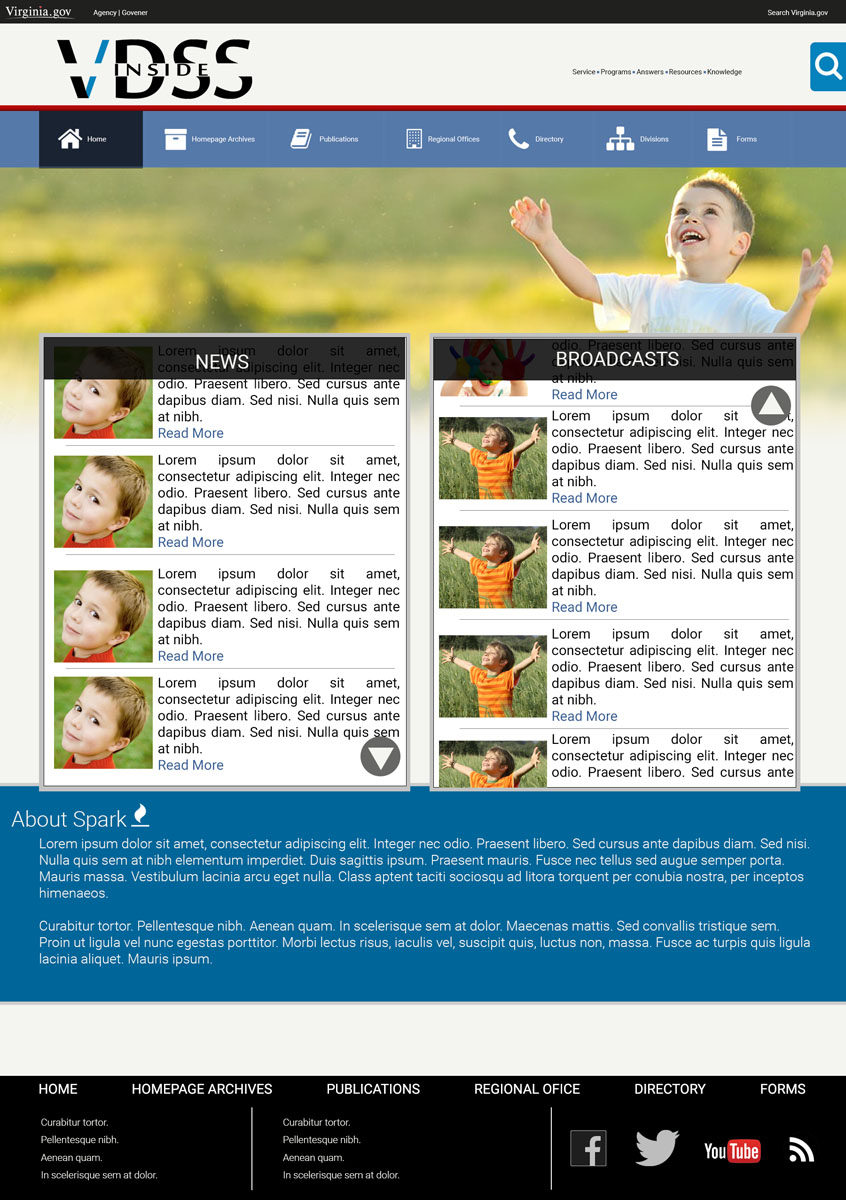 Virginia.gov
Agency | Govener
Search Virginia.gov
VDSS
INSIDE
Service • Programs • Answers • Resources • Knowledge
Home
Homepage Archives
Publications
Regional Offices
Directory
Divisions
Forms
NEWS
Lorem ipsum dolor sit amet,
consectetur adipiscing elit. Integer nec
odio. Praesent libero. Sed cursus ante
dapibus diam. Sed nisi. Nulla quis sem
at nibh.
Read More
Lorem ipsum dolor sit amet,
consectetur adipiscing elit. Integer nec
odio. Praesent libero. Sed cursus ante
dapibus diam. Sed nisi. Nulla quis sem
at nibh.
Read More
Lorem ipsum dolor sit amet,
consectetur adipiscing elit. Integer nec
odio. Praesent libero. Sed cursus ante
dapibus diam. Sed nisi. Nulla quis sem
at nibh.
Read More
Lorem ipsum dolor sit amet,
consectetur adipiscing elit. Integer nec
odio. Praesent libero. Sed cursus ante
dapibus diam. Sed nisi. Nulla quis sem
at nibh.
Read More
BROADCASTS
odio. Praesent libero. Sed cursus ante
dapibus diam. Sed nisi. Nulla quis sem
at nibh.
Read More
Lorem ipsum dolor sit
consectetur adipiscing elit. Integer nec
odio. Praesent libero. Sed cursus ante
dapibus diam. Sed nisi. Nulla quis sem
at nibh.
Read More
Lorem ipsum dolor sit amet,
consectetur adipiscing elit. Integer nec
odio. Praesent libero. Sed cursus ante
dapibus diam. Sed nisi. Nulla quis sem
at nibh.
Read More
Lorem ipsum dolor sit amet,
consectetur adipiscing elit. Integer nec
odio. Praesent libero. Sed cursus ante
dapibus diam. Sed nisi. Nulla quis sem
at nibh.
Read More
Lorem ipsum dolor sit amet,
consectetur adipiscing elit. Integer nec
odio. Praesent libero. Sed cursus ante
About Spark
Lorem ipsum dolor sit amet, consectetur adipiscing elit. Integer nec odio. Praesent libero. Sed cursus ante dapibus diam. Sed nisi.
Nulla quis sem at nibh elementum imperdiet. Duis sagittis ipsum. Praesent mauris. Fusce nec tellus sed augue semper porta.
Mauris massa. Vestibulum lacinia arcu eget nulla. Class aptent taciti sociosqu ad litora torquent per conubia nostra, per inceptos
himenaeos.
Curabitur tortor. Pellentesque nibh. Aenean quam. In scelerisque sem at dolor. Maecenas mattis. Sed convallis tristique sem.
Proin ut ligula vel nunc egestas porttitor. Morbi lectus risus, iaculis vel, suscipit quis, luctus non, massa. Fusce ac turpis quis ligula
lacinia aliquet. Mauris ipsum.
HOME
HOMEPAGE ARCHIVES
PUBLICATIONS
REGIONAL OFICE
DIRECTORY
FORMS
Curabitur tortor.
Pellentesque nibh.
Aenean quam.
In scelerisque sem at dolor.
Curabitur tortor.
Pellentesque nibh.
Aenean quam.
In scelerisque sem at dolor.
f
YouTube